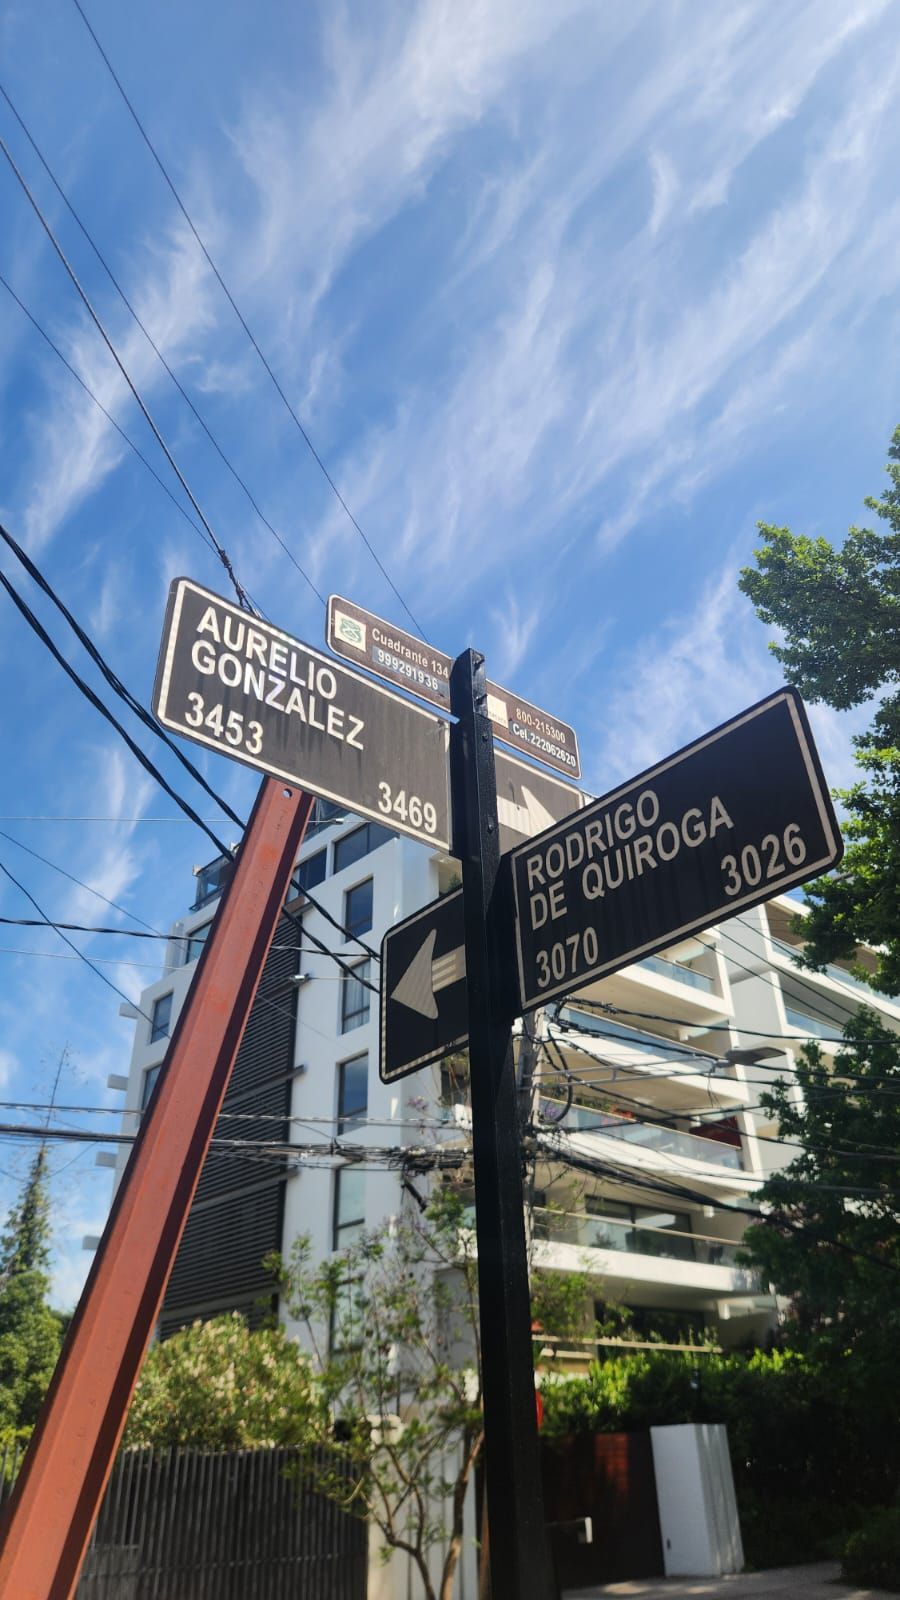 AURELIO
GONZALEZ
3453
3469
Cuadrante 134
999291936
800-215300
Cel.222062620
RODRIGO
DE QUIROGA
3026
3070